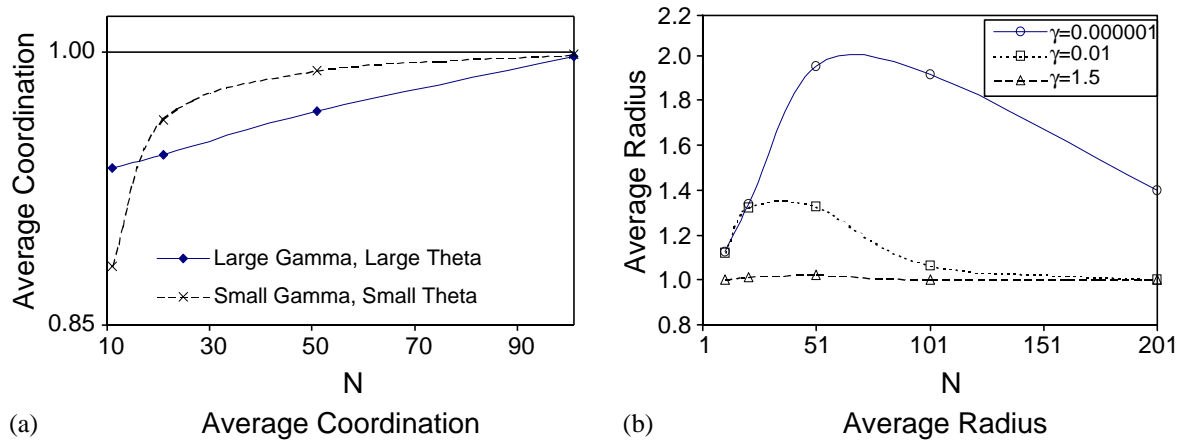 Average Coordination
1.00
0.85
10
30
50
70
90
N
Large Gamma, Large Theta
Small Gamma, Small Theta
(a)
Average Coordination
Average Radius
2.2
2.0
1.8
1.6
1.4
1.2
1.0
0.8
1
51
101
151
201
N
γ=0.000001
γ=0.01
γ=1.5
(b)
Average Radius